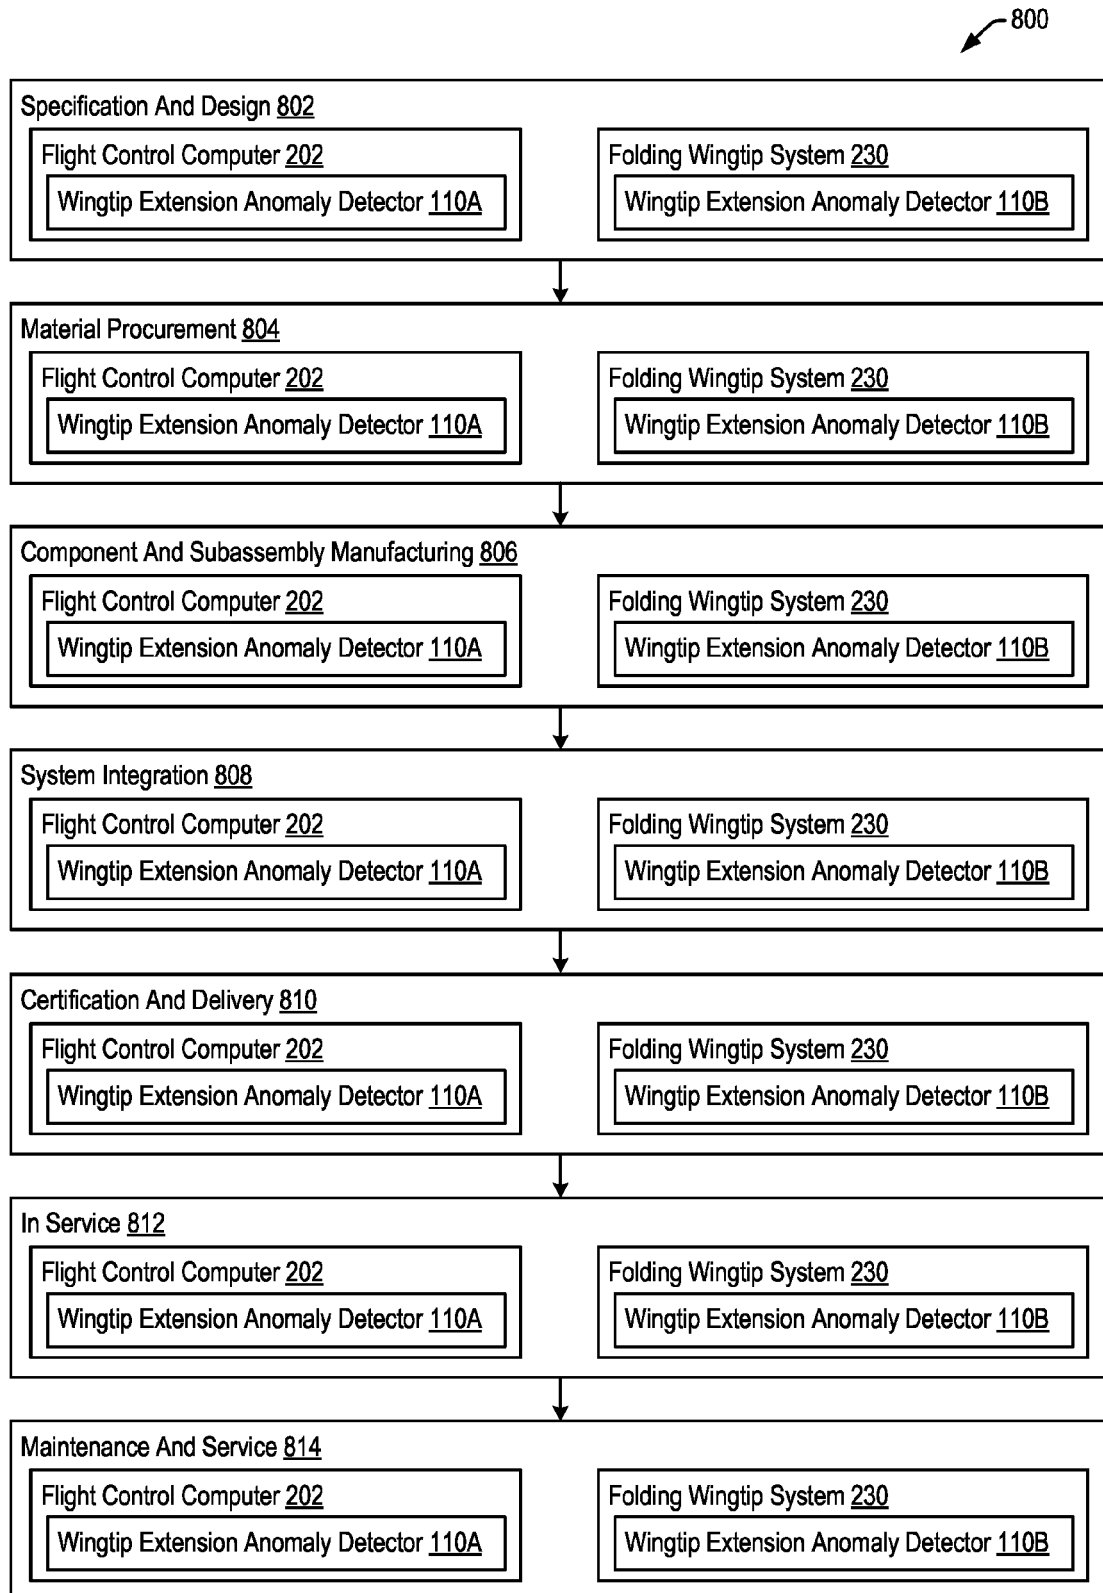 800
Specification And Design 802
Flight Control Computer 202
Folding Wingtip System 230
Wingtip Extension Anomaly Detector 110A
Wingtip Extension Anomaly Detector 110B
Material Procurement 804
Flight Control Computer 202
Folding Wingtip System 230
Wingtip Extension Anomaly Detector 110A
Wingtip Extension Anomaly Detector 110B
Component And Subassembly Manufacturing 806
Flight Control Computer 202
Folding Wingtip System 230
Wingtip Extension Anomaly Detector 110A
Wingtip Extension Anomaly Detector 110B
System Integration 808
Flight Control Computer 202
Folding Wingtip System 230
Wingtip Extension Anomaly Detector 110A
Wingtip Extension Anomaly Detector 110B
Certification And Delivery 810
Flight Control Computer 202
Folding Wingtip System 230
Wingtip Extension Anomaly Detector 110A
Wingtip Extension Anomaly Detector 110B
In Service 812
Flight Control Computer 202
Folding Wingtip System 230
Wingtip Extension Anomaly Detector 110A
Wingtip Extension Anomaly Detector 110B
Maintenance And Service 814
Flight Control Computer 202
Folding Wingtip System 230
Wingtip Extension Anomaly Detector 110A
Wingtip Extension Anomaly Detector 110B